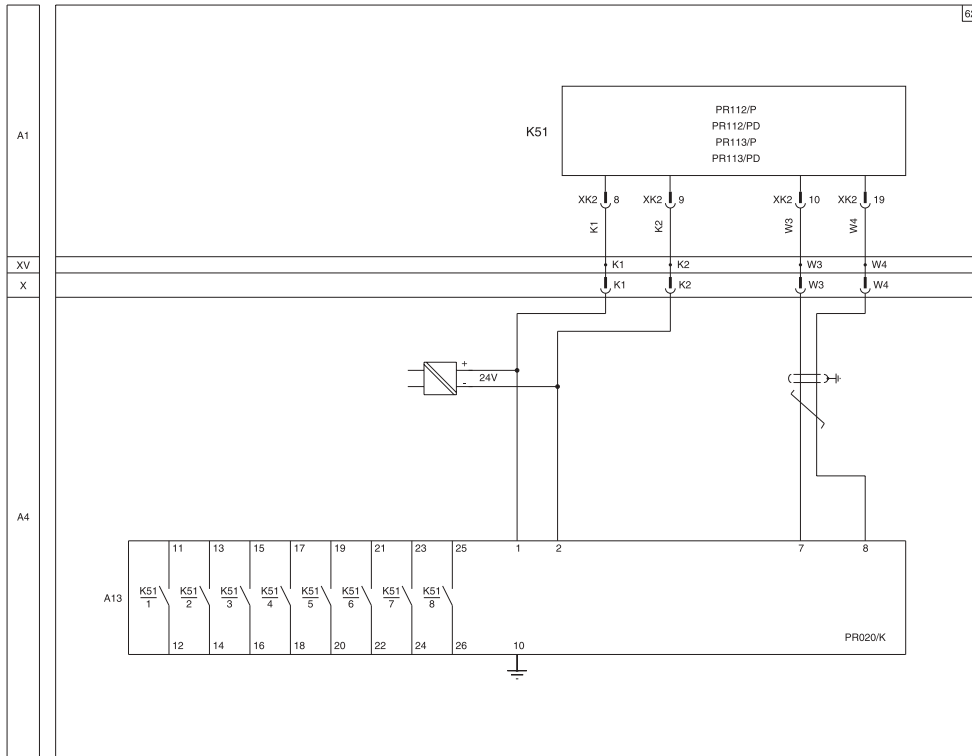 62
A1
K51
PR112/P
PR112/PD
PR113/P
PR113/PD
XK2 8 XK2 9 XK2 10 XK2 19
K1 K2 W3 W4
XV K1 K2 W3 W4
X K1 K2 W3 W4
+
24V
-
A4
11 13 15 17 19 21 23 25 1 2 7 8
A13
K51 K51 K51 K51 K51 K51 K51 K51
1 2 3 4 5 6 7 8
12 14 16 18 20 22 24 26 10
PR020/K